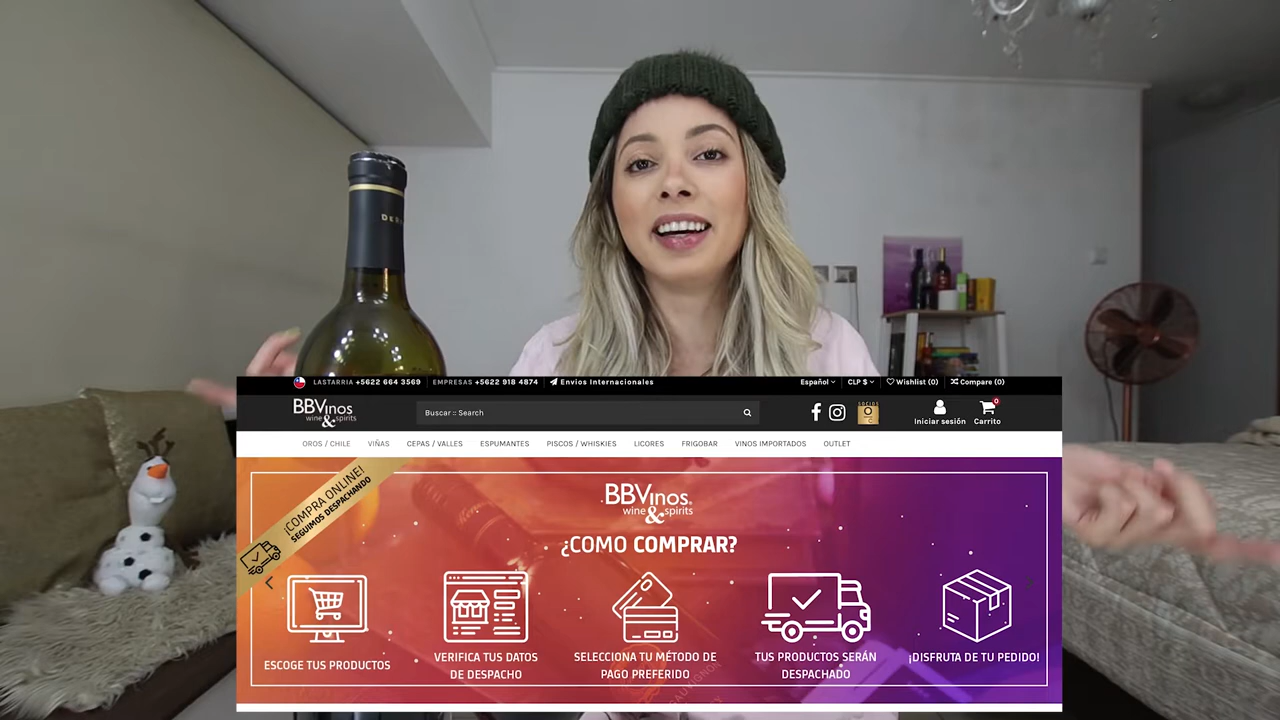 DER
LASTARRIA +5622 664 3569
EMPRESAS +5622 918 4874
Envios Internacionales
Español
CLP $
Wishlist (0)
Compare (0)
BBVinos
wine & spirits
Buscar :: Search
SOCIOS
Iniciar sesión
0
Carrito
OROS / CHILE
VIÑAS
CEPAS / VALLES
ESPUMANTES
PISCOS / WHISKIES
LICORES
FRIGOBAR
VINOS IMPORTADOS
OUTLET
¡COMPRA ONLINE!
SEGUIMOS DESPACHANDO
BBVinos
wine & spirits
¿COMO COMPRAR?
ESCOGE TUS PRODUCTOS
VERIFICA TUS DATOS
DE DESPACHO
SELECCIONA TU MÉTODO DE
PAGO PREFERIDO
TUS PRODUCTOS SERÁN
DESPACHADO
¡DISFRUTA DE TU PEDIDO!